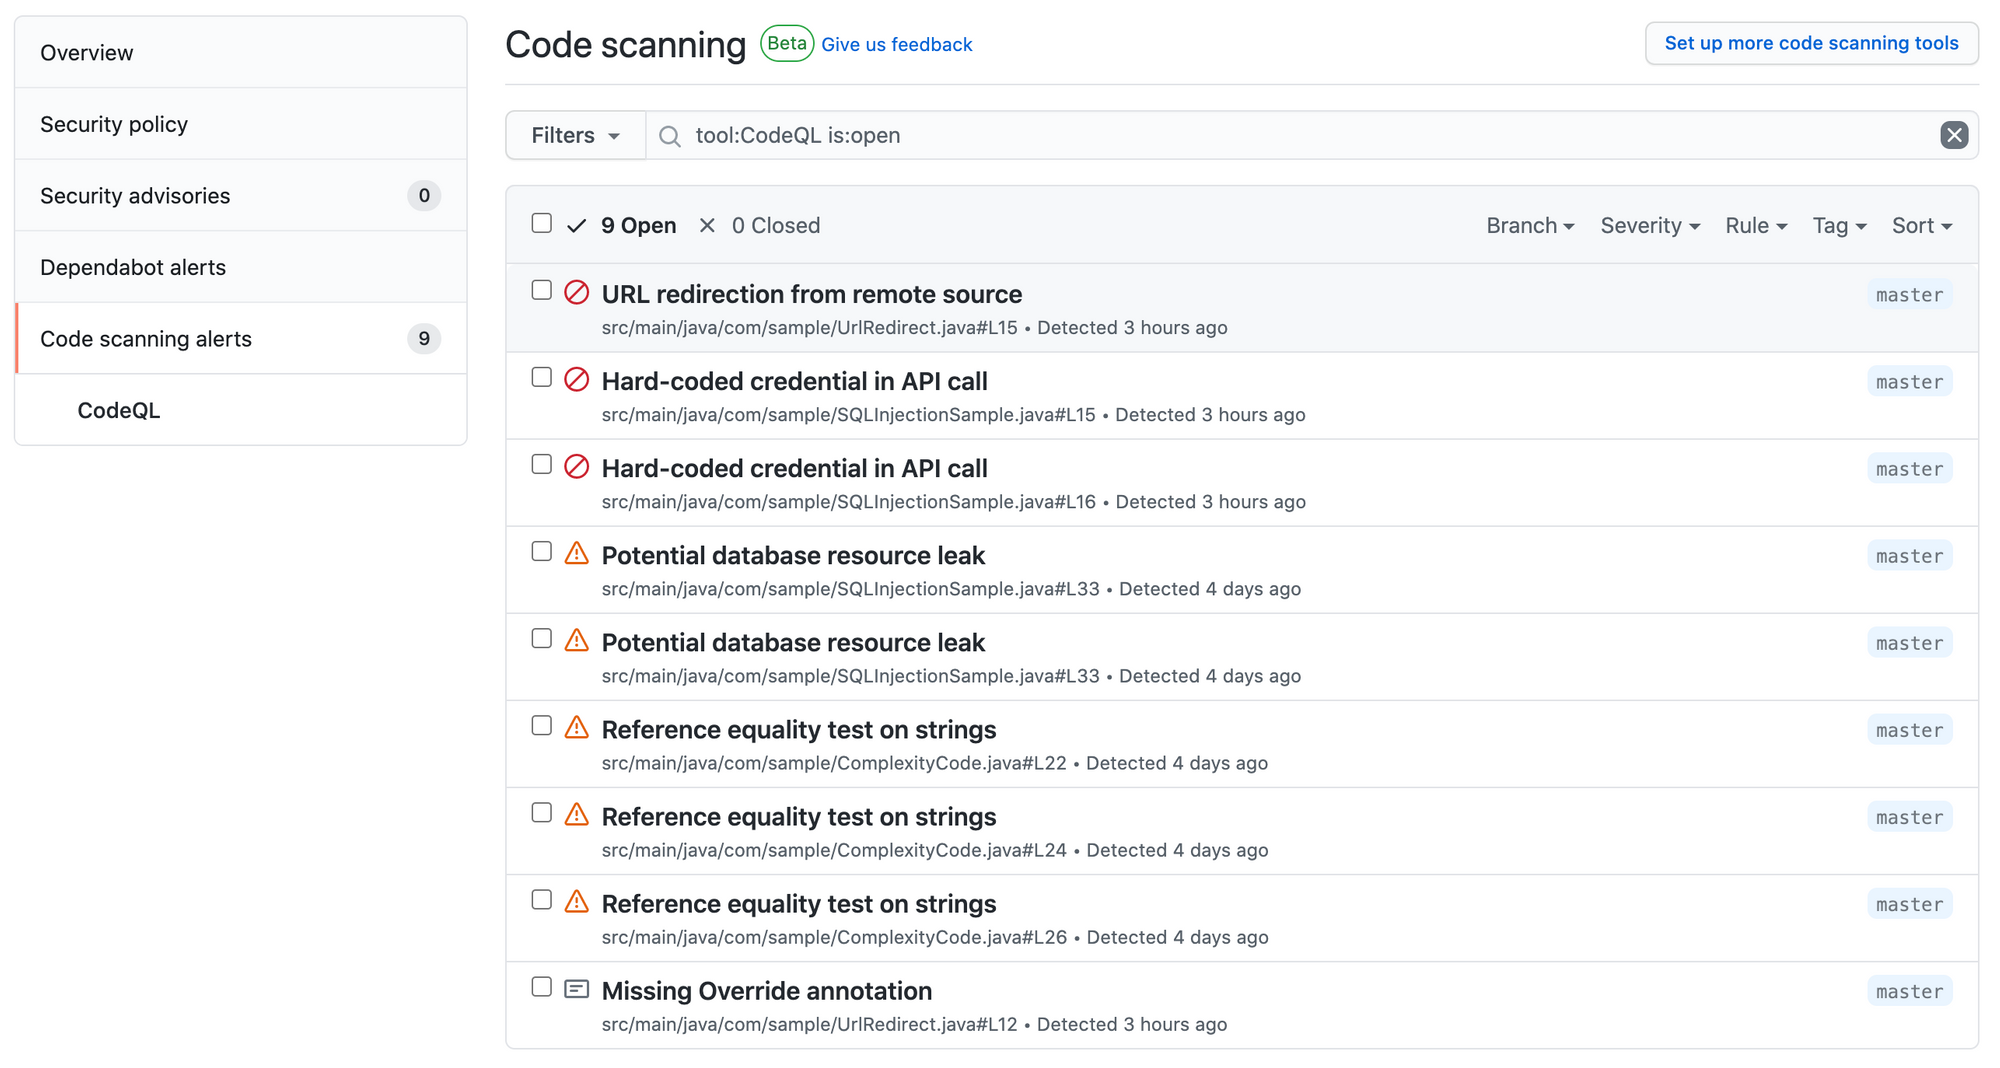 Overview
Security policy
Security advisories 0
Dependabot alerts
Code scanning alerts 9
CodeQL
Code scanning Beta Give us feedback
Set up more code scanning tools
Filters tool:CodeQL is:open
9 Open 0 Closed Branch Severity Rule Tag Sort
URL redirection from remote source master
src/main/java/com/sample/UrlRedirect.java#L15 • Detected 3 hours ago
Hard-coded credential in API call master
src/main/java/com/sample/SQLInjectionSample.java#L15 • Detected 3 hours ago
Hard-coded credential in API call master
src/main/java/com/sample/SQLInjectionSample.java#L16 • Detected 3 hours ago
Potential database resource leak master
src/main/java/com/sample/SQLInjectionSample.java#L33 • Detected 4 days ago
Potential database resource leak master
src/main/java/com/sample/SQLInjectionSample.java#L33 • Detected 4 days ago
Reference equality test on strings master
src/main/java/com/sample/ComplexityCode.java#L22 • Detected 4 days ago
Reference equality test on strings master
src/main/java/com/sample/ComplexityCode.java#L24 • Detected 4 days ago
Reference equality test on strings master
src/main/java/com/sample/ComplexityCode.java#L26 • Detected 4 days ago
Missing Override annotation master
src/main/java/com/sample/UrlRedirect.java#L12 • Detected 3 hours ago